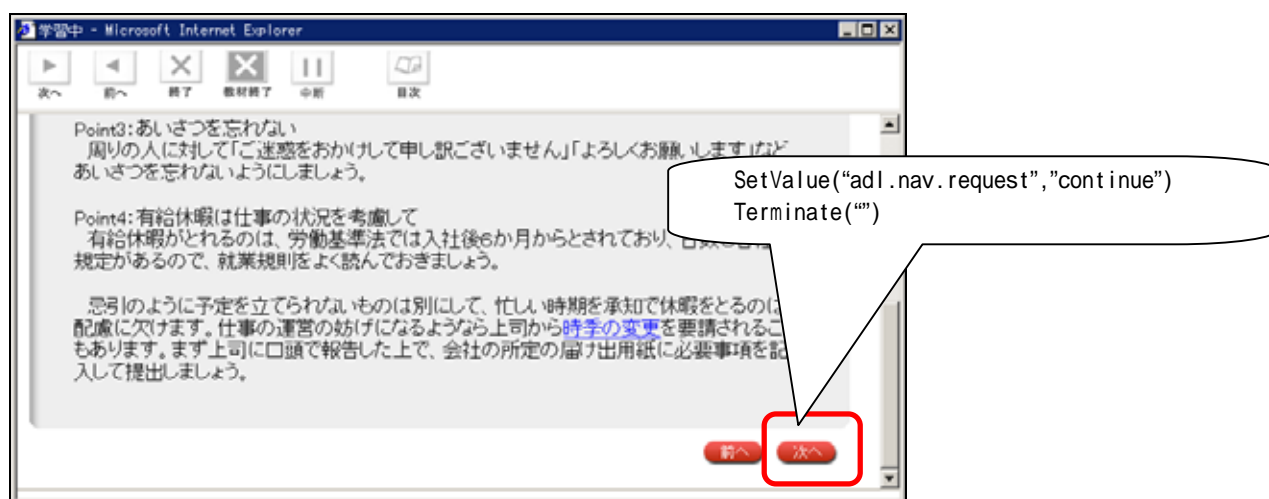 学習中 - Microsoft Internet Explorer
次へ 前へ 終了 教材終了 中断 目次
Point3:あいさつを忘れない
周りの人に対して「ご迷惑をおかけして申し訳ございません」「よろしくお願いします」など
あいさつを忘れないようにしましょう。
SetValue(“adl.nav.request”,”continue”)
Terminate(“”)
Point4:有給休暇は仕事の状況を考慮して
有給休暇がとれるのは、労働基準法では入社後6か月からとされており、
規定があるので、就業規則をよく読んでおきましょう。
忌引のように予定を立てられないものは別にして、忙しい時期を承知で休暇をとるのは
配慮に欠けます。仕事の運営の妨げになるようなら上司から時季の変更を要請されるこ
もあります。まず上司に口頭で報告した上で、会社の所定の届け出用紙に必要事項を記
入して提出しましょう。
前へ 次へ